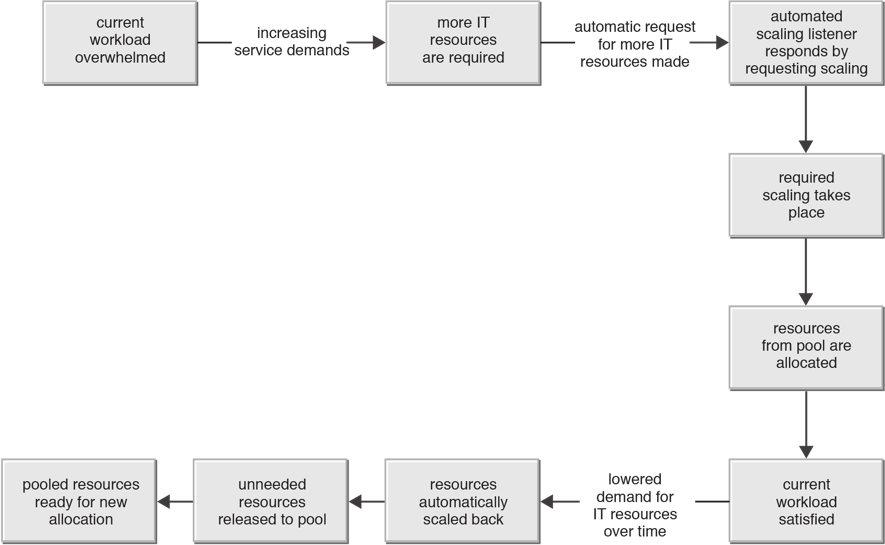 current
workload
overwhelmed
increasing
service demands
more IT
resources
are required
automatic request
for more IT
resources made
automated
scaling listener
responds by
requesting scaling
required
scaling takes
place
resources
from pool are
allocated
current
workload
satisfied
lowered
demand for
IT resources
over time
resources
automatically
scaled back
unneeded
resources
released to pool
pooled resources
ready for new
allocation